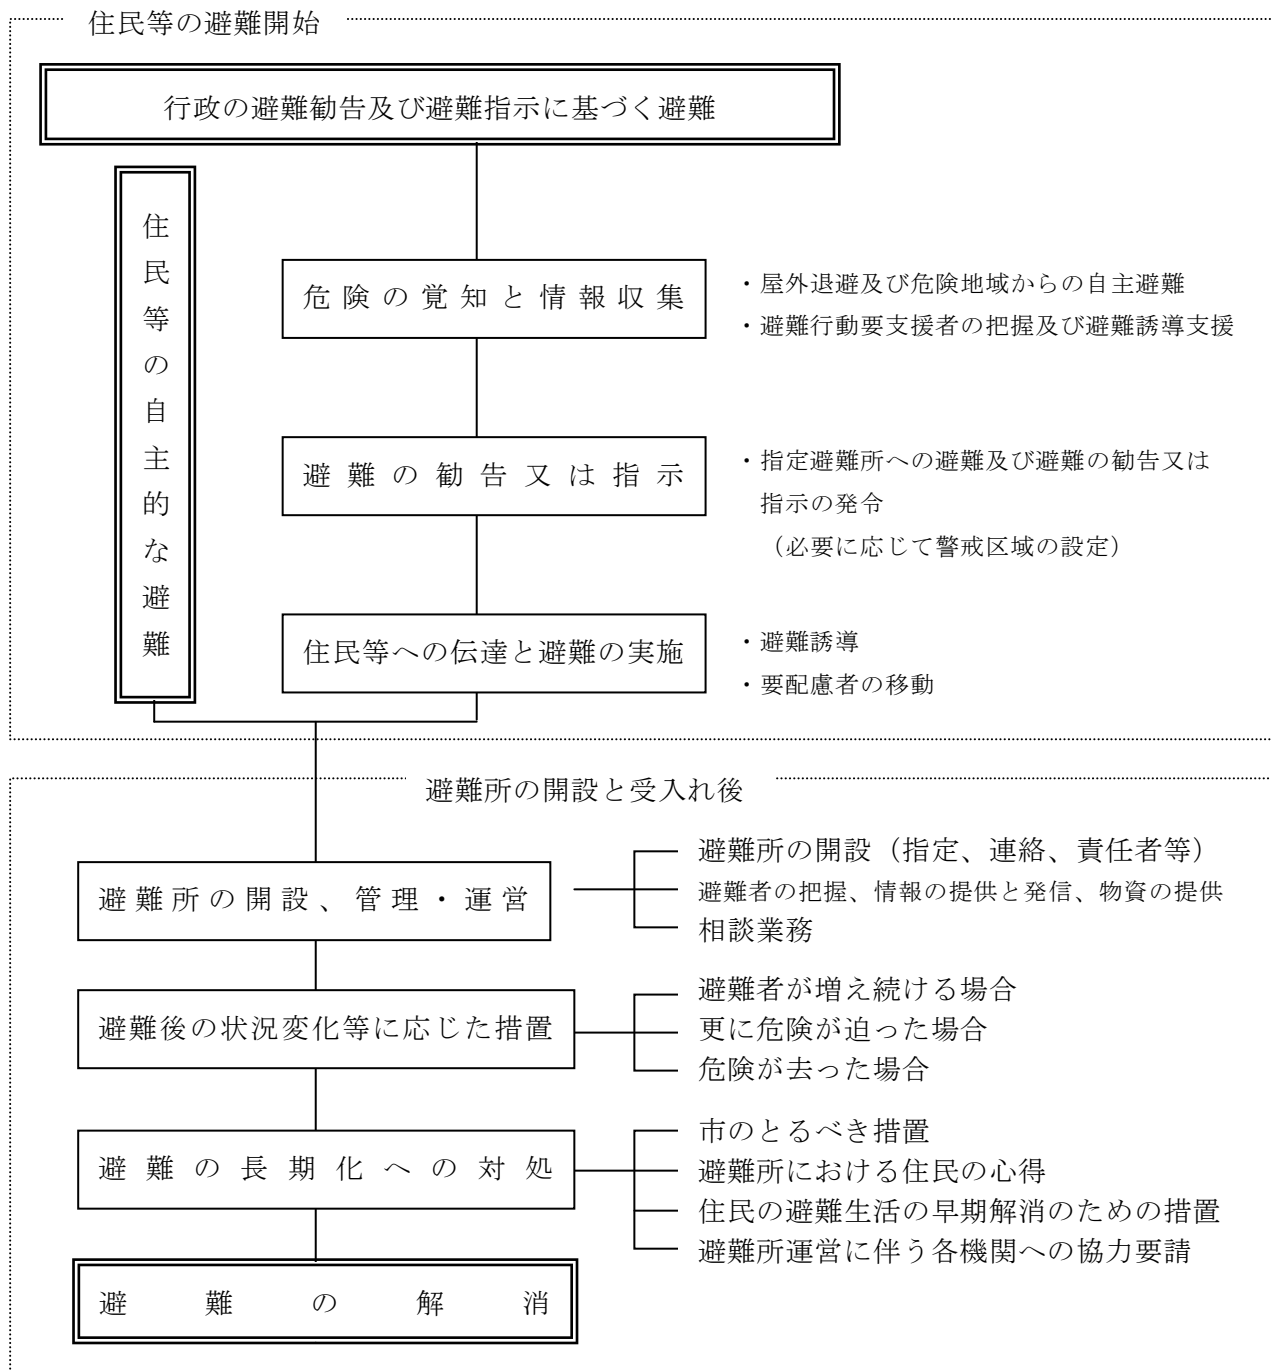 住民等の避難開始
行政の避難勧告及び避難指示に基づく避難
住民等の自主的な避難
危険の覚知と情報収集
・屋外退避及び危険地域からの自主避難
・避難行動要支援者の把握及び避難誘導支援
避難の勧告又は指示
・指定避難所への避難及び避難の勧告又は
指示の発令
（必要に応じて警戒区域の設定）
住民等への伝達と避難の実施
・避難誘導
・要配慮者の移動
避難所の開設と受入れ後
避難所の開設、管理・運営
避難所の開設（指定、連絡、責任者等）
避難者の把握、情報の提供と発信、物資の提供
相談業務
避難後の状況変化等に応じた措置
避難者が増え続ける場合
更に危険が迫った場合
危険が去った場合
避難の長期化への対処
市のとるべき措置
避難所における住民の心得
住民の避難生活の早期解消のための措置
避難所運営に伴う各機関への協力要請
避難の解消